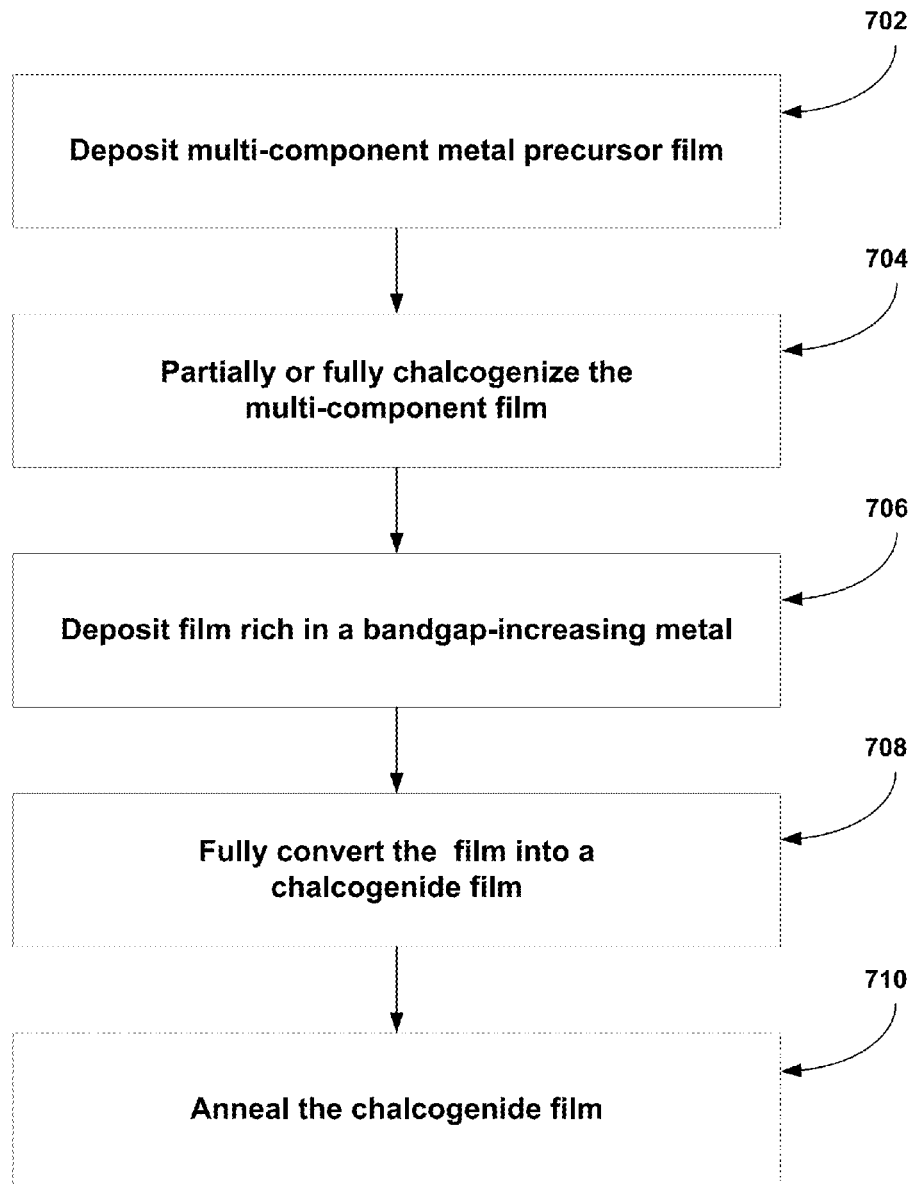 702
Deposit multi-component metal precursor film
704
Partially or fully chalcogenize the
multi-component film
706
Deposit film rich in a bandgap-increasing metal
708
Fully convert the film into a
chalcogenide film
710
Anneal the chalcogenide film